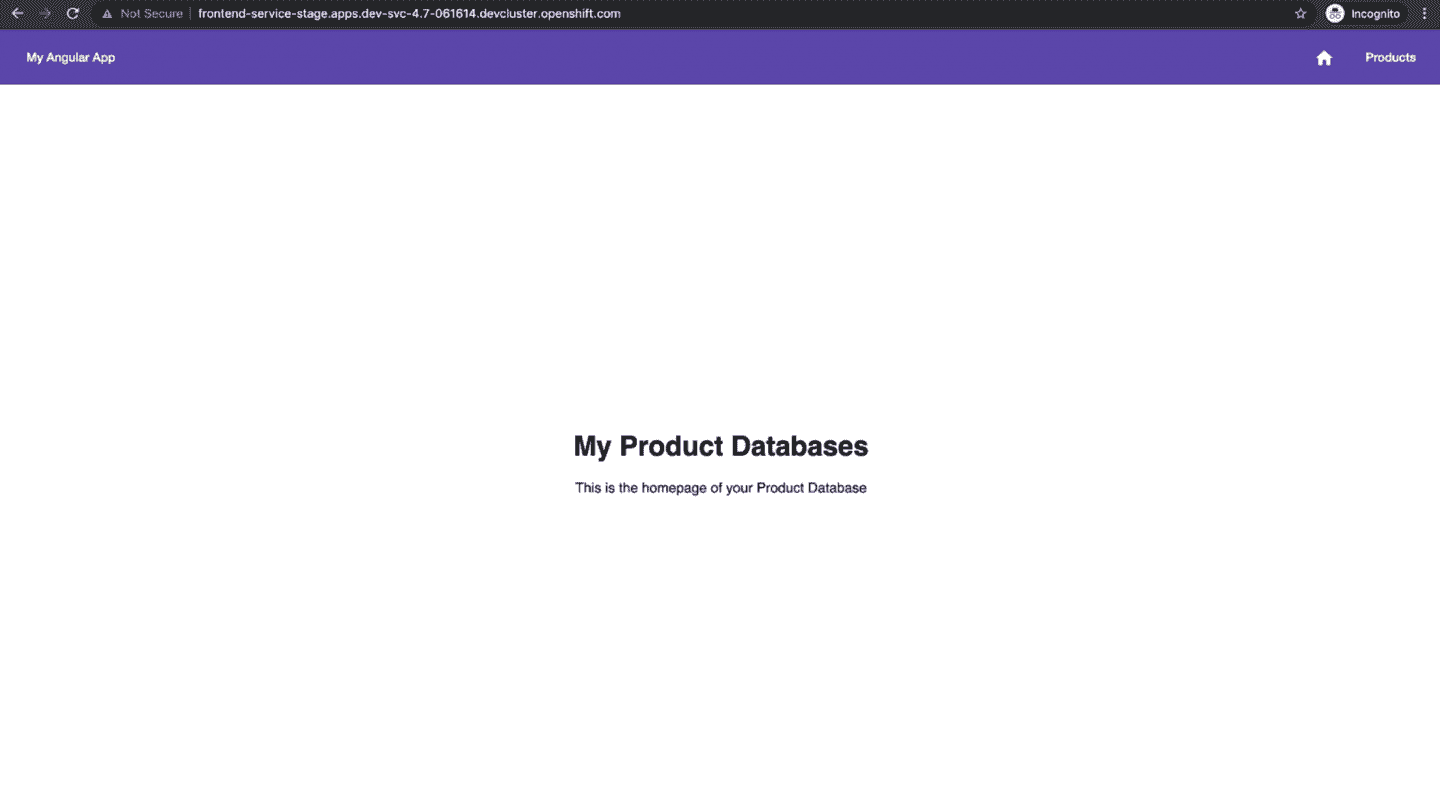 Not Secure | frontend-service-stage.apps.dev-svc-4.7-061614.devcluster.openshift.com Incognito
My Angular App Products
My Product Databases
This is the homepage of your Product Database